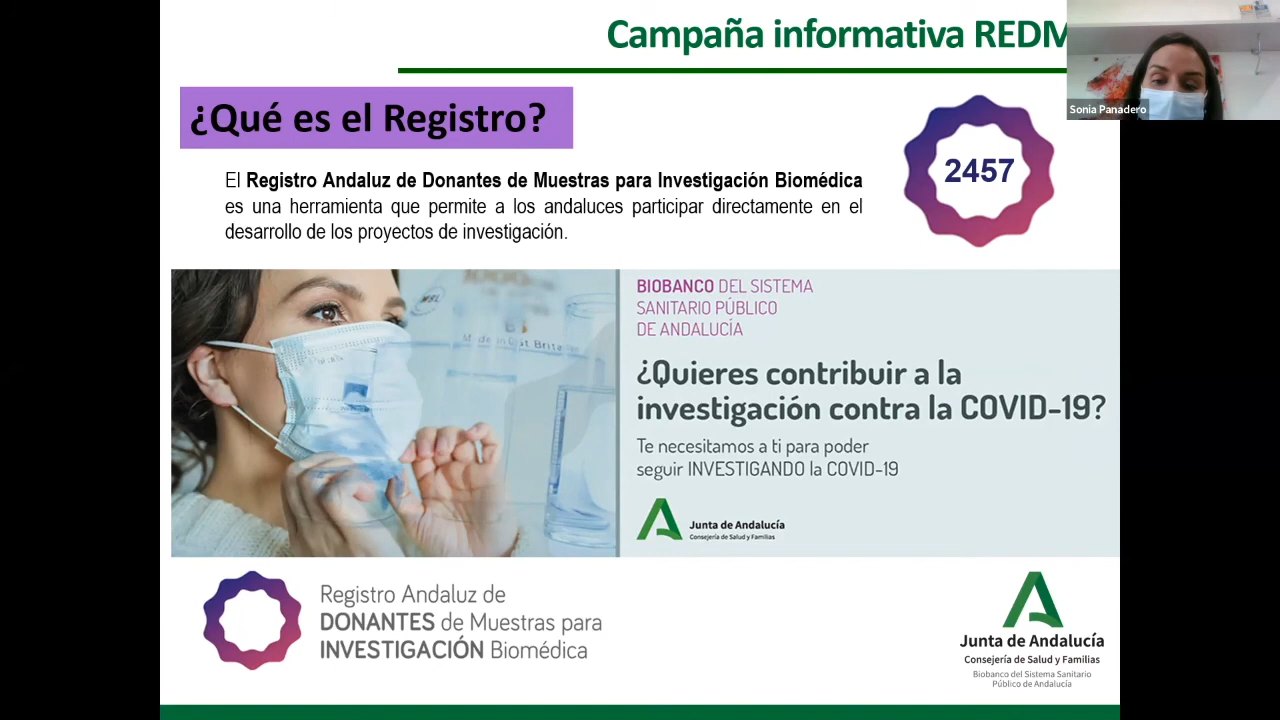 Campaña informativa REDM
Sonia Panadero
¿Qué es el Registro?
2457
El Registro Andaluz de Donantes de Muestras para Investigación Biomédica
es una herramienta que permite a los andaluces participar directamente en el
desarrollo de los proyectos de investigación.
BIOBANCO DEL SISTEMA
SANITARIO PÚBLICO
DE ANDALUCÍA
¿Quieres contribuir a la
investigación contra la COVID-19?
Te necesitamos a ti para poder
seguir INVESTIGANDO la COVID-19
Junta de Andalucía
Consejería de Salud y Familias
Registro Andaluz de
DONANTES de Muestras para
INVESTIGACIÓN Biomédica
Junta de Andalucía
Consejería de Salud y Familias
Biobanco del Sistema Sanitario
Público de Andalucía